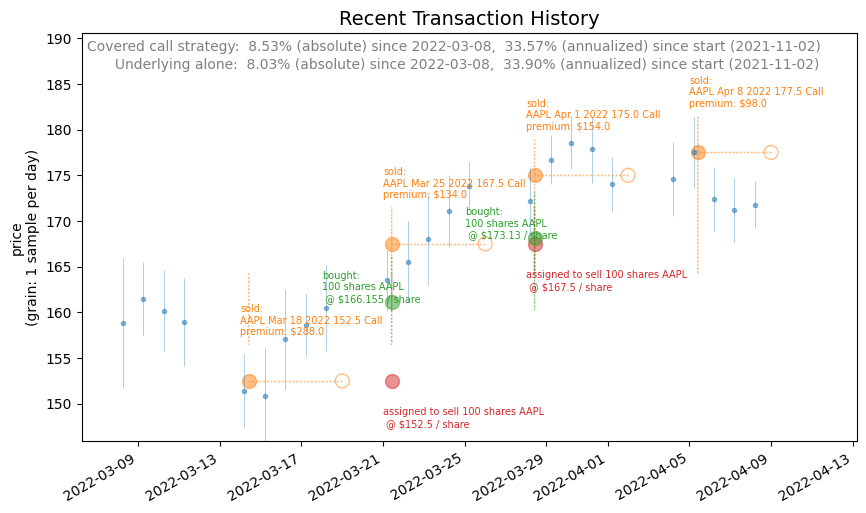 Recent Transaction History
Covered call strategy:  8.53% (absolute) since 2022-03-08,  33.57% (annualized) since start (2021-11-02)
Underlying alone:  8.03% (absolute) since 2022-03-08,  33.90% (annualized) since start (2021-11-02)
190
185
180
175
170
165
160
155
150
price
(grain: 1 sample per day)
sold:
AAPL Apr 8 2022 177.5 Call
premium: $98.0
sold:
AAPL Apr 1 2022 175.0 Call
premium: $154.0
sold:
AAPL Mar 25 2022 167.5 Call
premium: $134.0
bought:
100 shares AAPL
@ $173.13 / share
bought:
100 shares AAPL
@ $166.155 / share
assigned to sell 100 shares AAPL
@ $167.5 / share
sold:
AAPL Mar 18 2022 152.5 Call
premium: $288.0
assigned to sell 100 shares AAPL
@ $152.5 / share
2022-03-09
2022-03-13
2022-03-17
2022-03-21
2022-03-25
2022-03-29
2022-04-01
2022-04-05
2022-04-09
2022-04-13